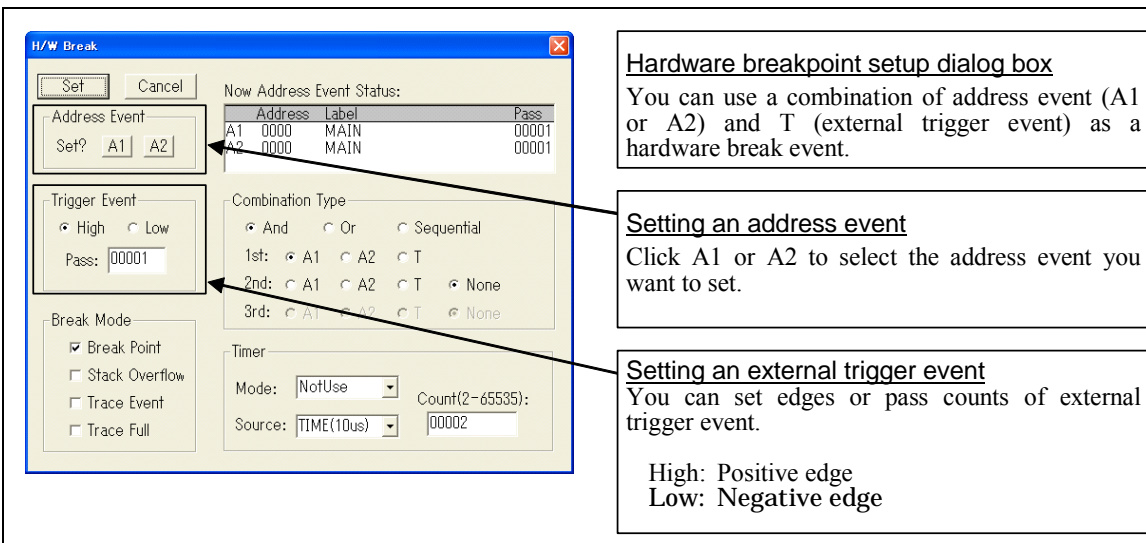 H/W Break
Set Cancel
Now Address Event Status:
Address Label Pass
A1 0000 MAIN 00001
A2 0000 MAIN 00001
Address Event
Set? A1 A2
Trigger Event
High Low
Pass: 00001
Combination Type
And Or Sequential
1st: A1 A2 T
2nd: A1 A2 T None
3rd: A1 A2 T None
Break Mode
Break Point
Stack Overflow
Trace Event
Trace Full
Timer
Mode: NotUse
Count(2-65535):
Source: TIME(10us) 00002
Hardware breakpoint setup dialog box
You can use a combination of address event (A1
or A2) and T (external trigger event) as a
hardware break event.
Setting an address event
Click A1 or A2 to select the address event you
want to set.
Setting an external trigger event
You can set edges or pass counts of external
trigger event.
High: Positive edge
Low: Negative edge